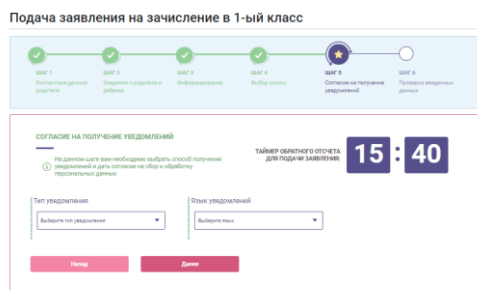 Подача заявления на зачисление в 1-ый класс
ШАГ 1
Контактные данные
родителя
ШАГ 2
Сведения о родителе и
ребенке
ШАГ 3
Информирование
ШАГ 4
Выбор школы
ШАГ 5
Согласие на получение
уведомлений
ШАГ 6
Проверка введенных
данных
СОГЛАСИЕ НА ПОЛУЧЕНИЕ УВЕДОМЛЕНИЙ
На данном шаге вам необходимо выбрать способ получение
уведомлений и дать согласие на сбор и обработку
персональных данных
ТАЙМЕР ОБРАТНОГО ОТСЧЕТА
ДЛЯ ПОДАЧИ ЗАЯВЛЕНИЯ:
15 : 40
Тип уведомления
Выберите тип уведомления
Язык уведомлений
Выберите язык
Назад
Далее